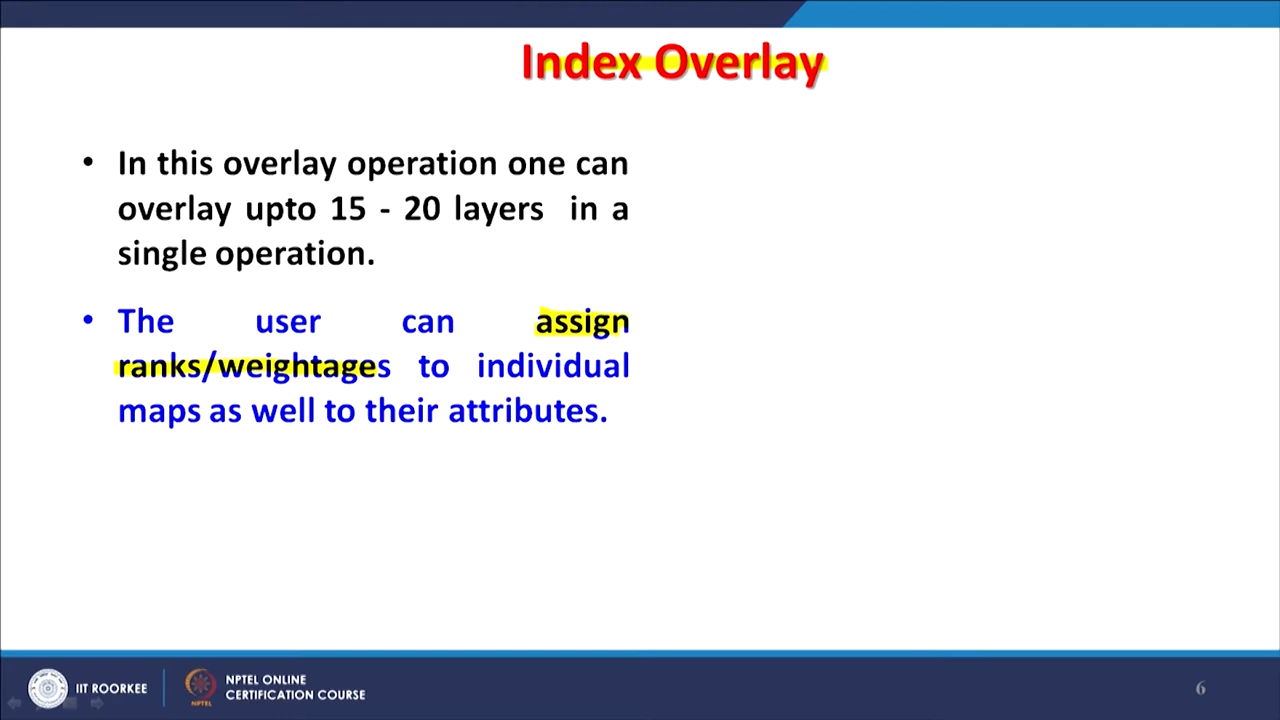 Index Overlay
• In this overlay operation one can
overlay upto 15 - 20 layers in a
single operation.
• The user can assign
ranks/weightages to individual
maps as well to their attributes.
IIT ROORKEE
NPTEL ONLINE
CERTIFICATION COURSE
NPTEL
6